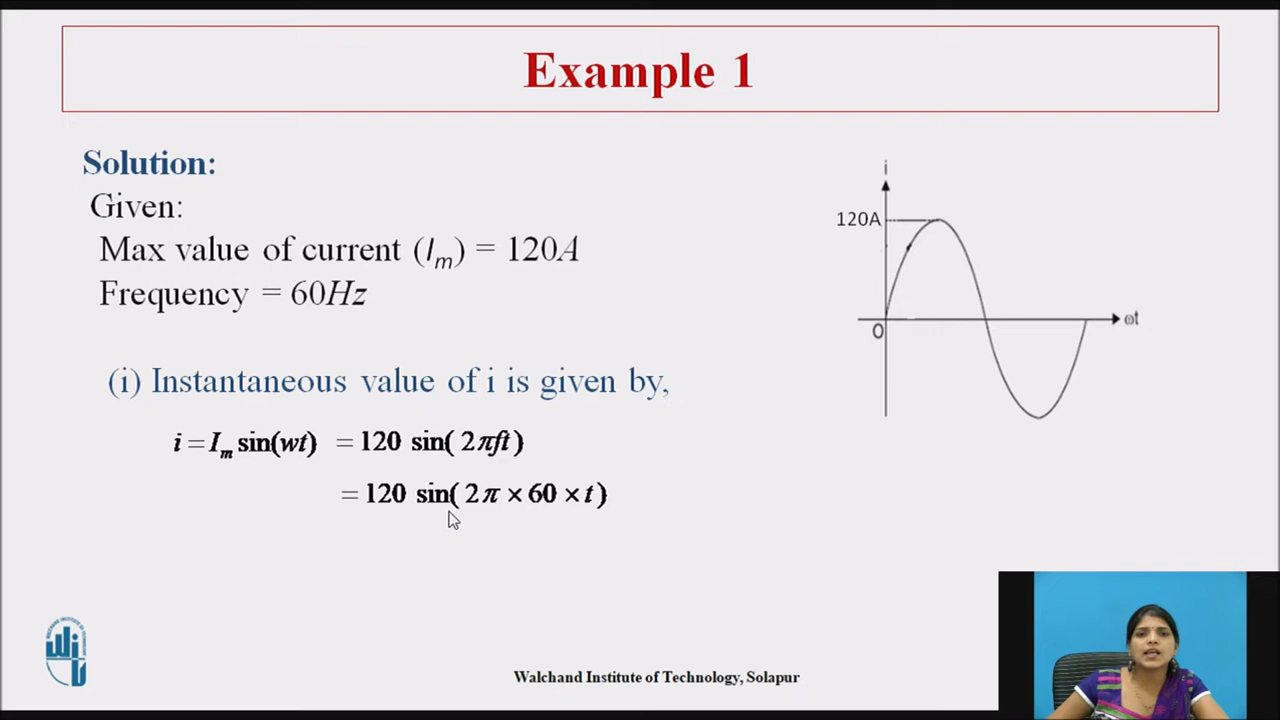 Example 1
Solution:
Given:
Max value of current (Im) = 120A
Frequency = 60Hz
(i) Instantaneous value of i is given by,
i = Im sin(wt) = 120 sin( 2πft)
= 120 sin( 2π × 60 × t)
i
120A
O
ωt
Walchand Institute of Technology, Solapur